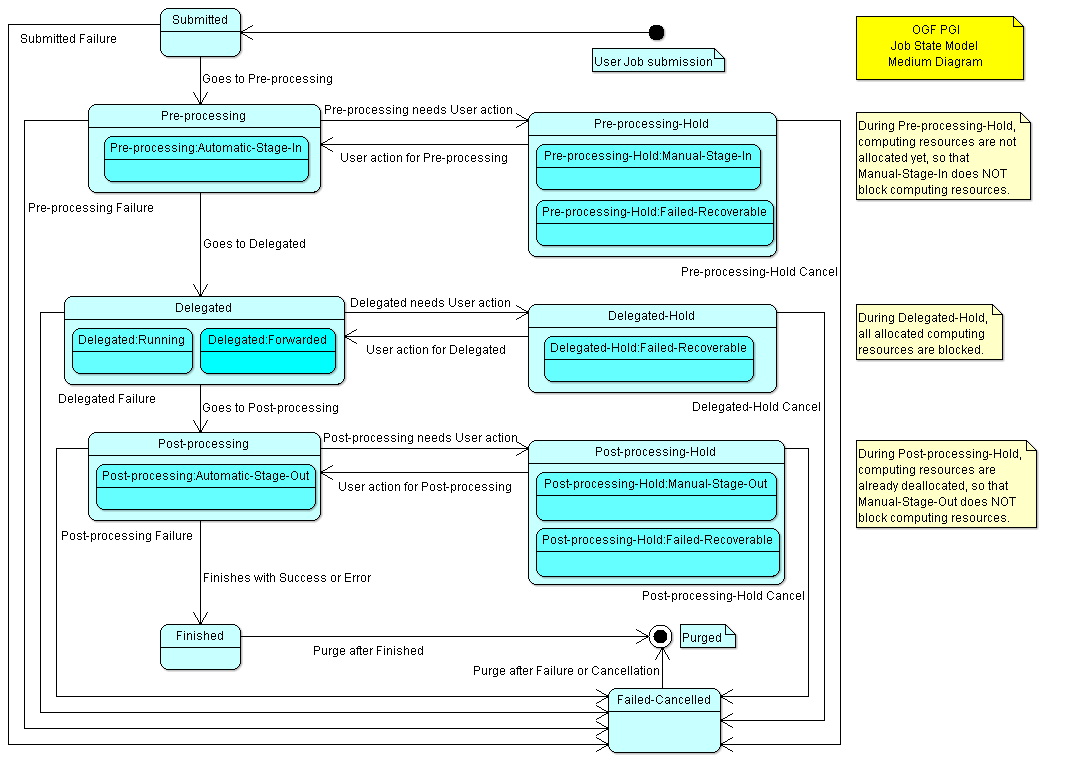 Submitted
Submitted Failure
User Job submission
OGF PGI
Job State Model
Medium Diagram
Goes to Pre-processing
Pre-processing
Pre-processing:Automatic-Stage-In
Pre-processing needs User action
User action for Pre-processing
Pre-processing-Hold
Pre-processing-Hold:Manual-Stage-In
Pre-processing-Hold:Failed-Recoverable
During Pre-processing-Hold,
computing resources are not
allocated yet, so that
Manual-Stage-In does NOT
block computing resources.
Pre-processing Failure
Goes to Delegated
Pre-processing-Hold Cancel
Delegated
Delegated:Running
Delegated:Forwarded
Delegated needs User action
User action for Delegated
Delegated-Hold
Delegated-Hold:Failed-Recoverable
During Delegated-Hold,
all allocated computing
resources are blocked.
Delegated Failure
Goes to Post-processing
Delegated-Hold Cancel
Post-processing
Post-processing:Automatic-Stage-Out
Post-processing needs User action
User action for Post-processing
Post-processing-Hold
Post-processing-Hold:Manual-Stage-Out
Post-processing-Hold:Failed-Recoverable
During Post-processing-Hold,
computing resources are
already deallocated, so that
Manual-Stage-Out does NOT
block computing resources.
Post-processing Failure
Finishes with Success or Error
Post-processing-Hold Cancel
Finished
Purge after Finished
Purged
Purge after Failure or Cancellation
Failed-Cancelled